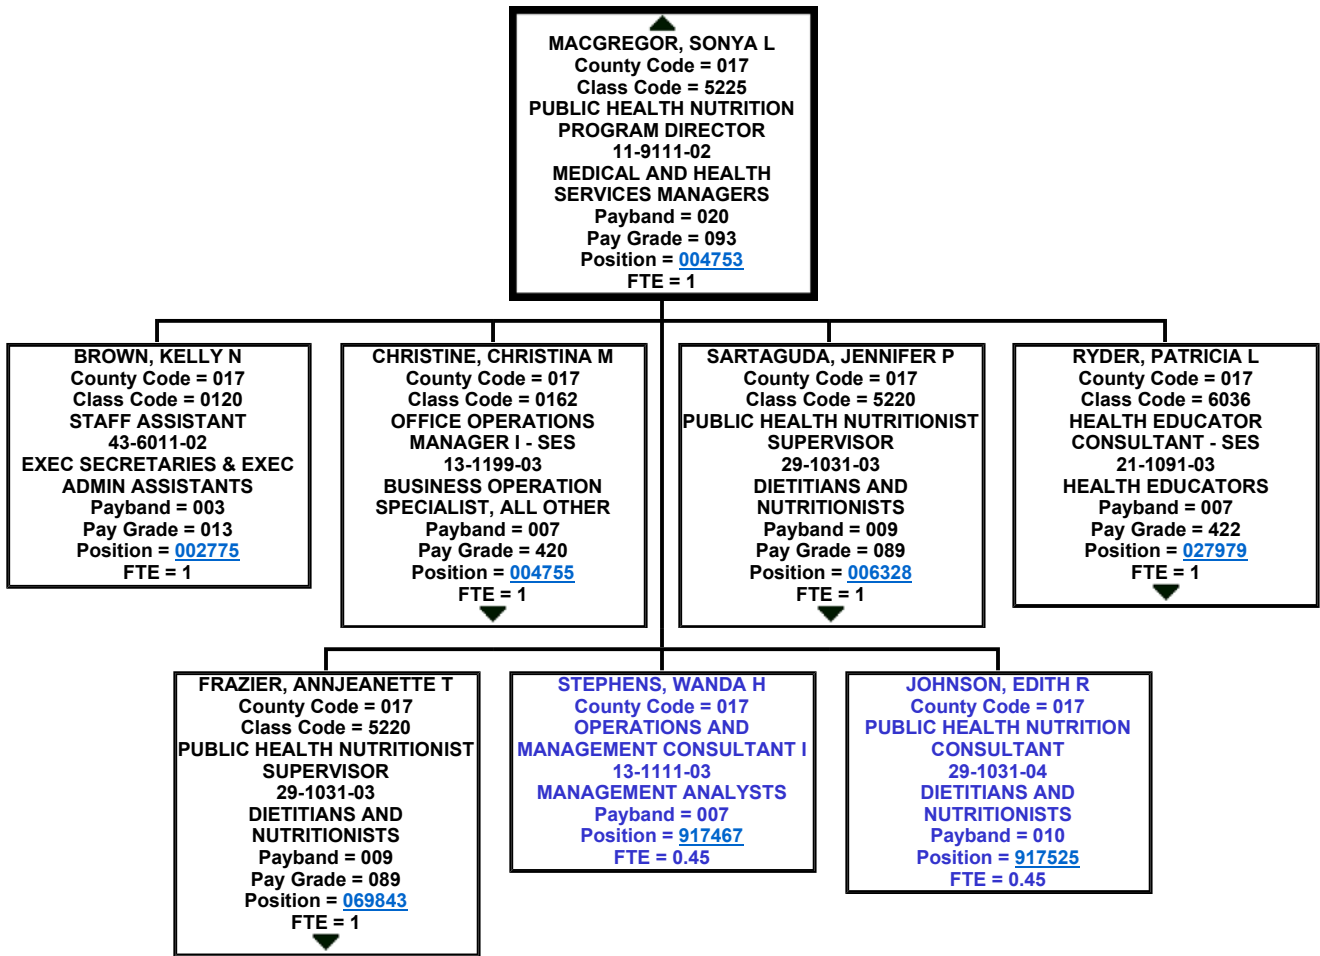 MACGREGOR, SONYA L
County Code = 017
Class Code = 5225
PUBLIC HEALTH NUTRITION
PROGRAM DIRECTOR
11-9111-02
MEDICAL AND HEALTH
SERVICES MANAGERS
Payband = 020
Pay Grade = 093
Position = 004753
FTE = 1
BROWN, KELLY N
County Code = 017
Class Code = 0120
STAFF ASSISTANT
43-6011-02
EXEC SECRETARIES & EXEC
ADMIN ASSISTANTS
Payband = 003
Pay Grade = 013
Position = 002775
FTE = 1
CHRISTINE, CHRISTINA M
County Code = 017
Class Code = 0162
OFFICE OPERATIONS
MANAGER I - SES
13-1199-03
BUSINESS OPERATION
SPECIALIST, ALL OTHER
Payband = 007
Pay Grade = 420
Position = 004755
FTE = 1
SARTAGUDA, JENNIFER P
County Code = 017
Class Code = 5220
PUBLIC HEALTH NUTRITIONIST
SUPERVISOR
29-1031-03
DIETITIANS AND
NUTRITIONISTS
Payband = 009
Pay Grade = 089
Position = 006328
FTE = 1
RYDER, PATRICIA L
County Code = 017
Class Code = 6036
HEALTH EDUCATOR
CONSULTANT - SES
21-1091-03
HEALTH EDUCATORS
Payband = 007
Pay Grade = 422
Position = 027979
FTE = 1
FRAZIER, ANNJEANETTE T
County Code = 017
Class Code = 5220
PUBLIC HEALTH NUTRITIONIST
SUPERVISOR
29-1031-03
DIETITIANS AND
NUTRITIONISTS
Payband = 009
Pay Grade = 089
Position = 069843
FTE = 1
STEPHENS, WANDA H
County Code = 017
OPERATIONS AND
MANAGEMENT CONSULTANT I
13-1111-03
MANAGEMENT ANALYSTS
Payband = 007
Position = 917467
FTE = 0.45
JOHNSON, EDITH R
County Code = 017
PUBLIC HEALTH NUTRITION
CONSULTANT
29-1031-04
DIETITIANS AND
NUTRITIONISTS
Payband = 010
Position = 917525
FTE = 0.45